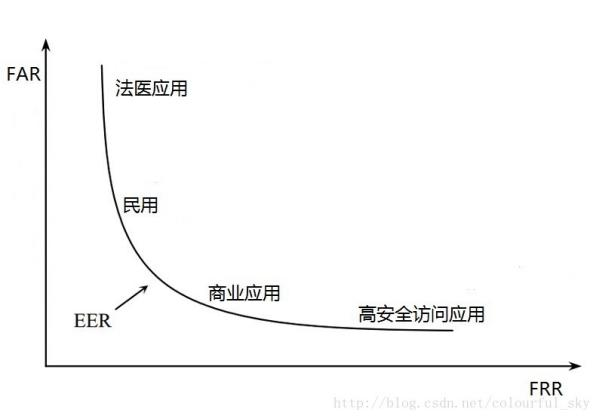 FAR
法医应用
民用
商业应用
高安全访问应用
EER
FRR
http://blog.csdn.net/colourful_sky